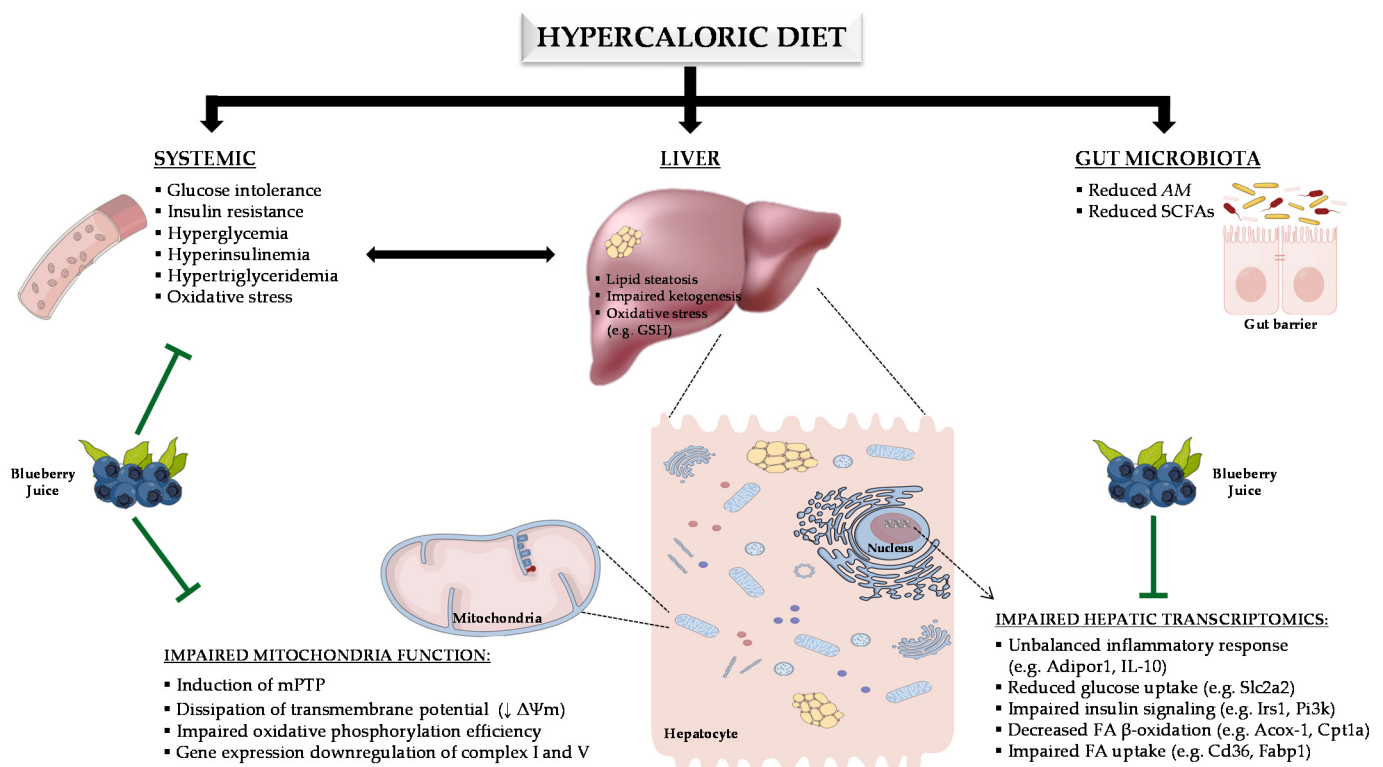 HYPERCALORIC DIET
SYSTEMIC
▪ Glucose intolerance
▪ Insulin resistance
▪ Hyperglycemia
▪ Hyperinsulinemia
▪ Hypertriglyceridemia
▪ Oxidative stress
LIVER
▪ Lipid steatosis
▪ Impaired ketogenesis
▪ Oxidative stress
(e.g. GSH)
GUT MICROBIOTA
▪ Reduced AM
▪ Reduced SCFAs
Gut barrier
Blueberry
Juice
Mitochondria
Nucleus
Hepatocyte
Blueberry
Juice
IMPAIRED MITOCHONDRIA FUNCTION:
▪ Induction of mPTP
▪ Dissipation of transmembrane potential (↓ ΔΨm)
▪ Impaired oxidative phosphorylation efficiency
▪ Gene expression downregulation of complex I and V
IMPAIRED HEPATIC TRANSCRIPTOMICS:
▪ Unbalanced inflammatory response
(e.g. Adipor1, IL-10)
▪ Reduced glucose uptake (e.g. Slc2a2)
▪ Impaired insulin signaling (e.g. Irs1, Pi3k)
▪ Decreased FA β-oxidation (e.g. Acox-1, Cpt1a)
▪ Impaired FA uptake (e.g. Cd36, Fabp1)